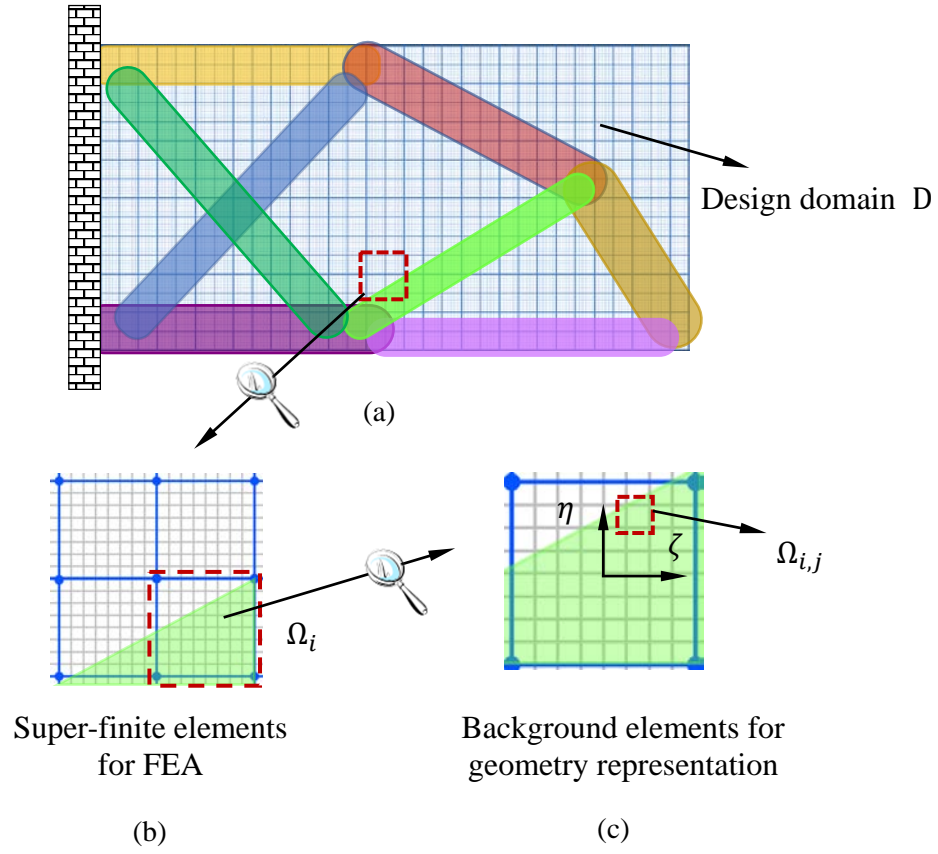 Design domain D
(a)
η
ζ
Ω_{i,j}
Ω_i
Super-finite elements
for FEA
Background elements for
geometry representation
(b)
(c)